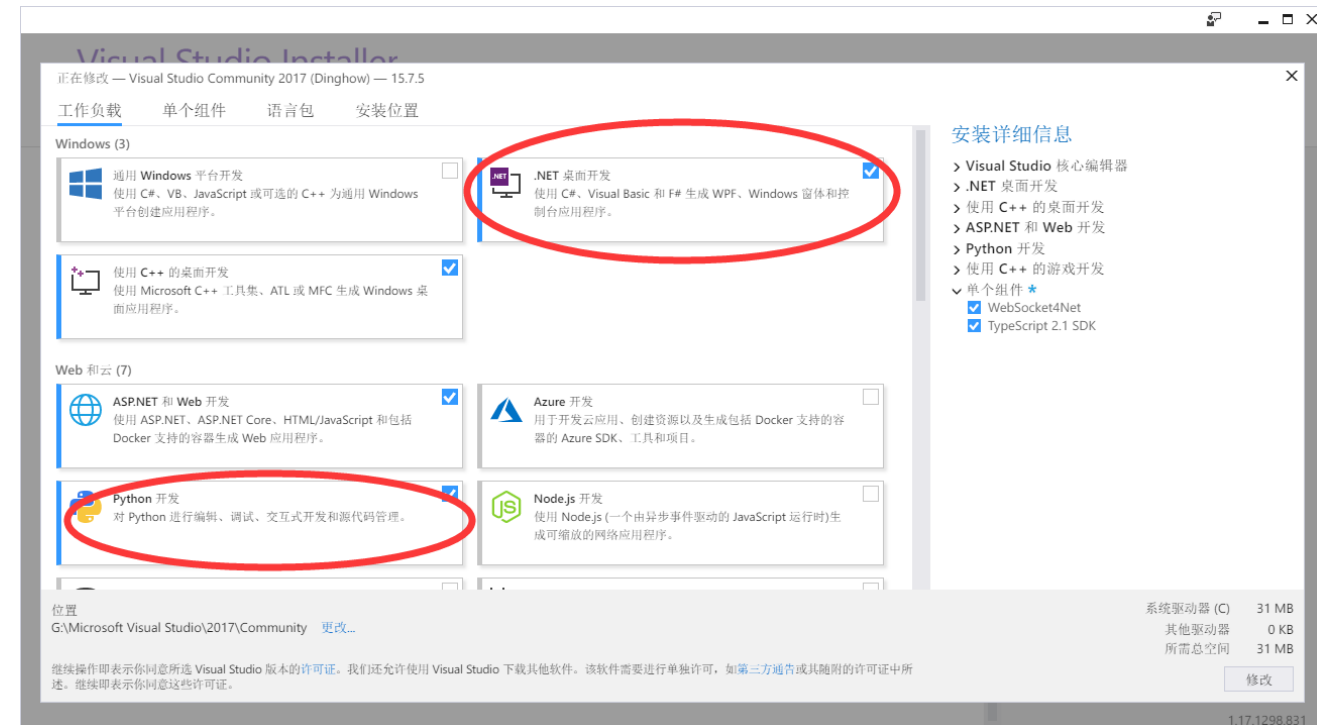 Visual Studio Installer
正在修改 — Visual Studio Community 2017 (Dinghow) — 15.7.5
工作负载 单个组件 语言包 安装位置
Windows (3)
通用 Windows 平台开发
使用 C#、VB、JavaScript 或可选的 C++ 为通用 Windows
平台创建应用程序。
.NET
.NET 桌面开发
使用 C#、Visual Basic 和 F# 生成 WPF、Windows 窗体和控
制台应用程序。
使用 C++ 的桌面开发
使用 Microsoft C++ 工具集、ATL 或 MFC 生成 Windows 桌
面应用程序。
Web 和云 (7)
ASP.NET 和 Web 开发
使用 ASP.NET、ASP.NET Core、HTML/JavaScript 和包括
Docker 支持的容器生成 Web 应用程序。
Azure 开发
用于开发云应用、创建资源以及生成包括 Docker 支持的容
器的 Azure SDK、工具和项目。
Python 开发
对 Python 进行编辑、调试、交互式开发和源代码管理。
JS
Node.js 开发
使用 Node.js (一个由异步事件驱动的 JavaScript 运行时)生
成可缩放的网络应用程序。
安装详细信息
Visual Studio 核心编辑器
.NET 桌面开发
使用 C++ 的桌面开发
ASP.NET 和 Web 开发
Python 开发
使用 C++ 的游戏开发
单个组件 *
WebSocket4Net
TypeScript 2.1 SDK
位置
G:\Microsoft Visual Studio\2017\Community 更改...
继续操作即表示你同意所选 Visual Studio 版本的许可证。我们还允许使用 Visual Studio 下载其他软件。该软件需要进行单独许可，如第三方通告或其随附的许可证中所
述。继续即表示你同意这些许可证。
系统驱动器 (C) 31 MB
其他驱动器 0 KB
所需总空间 31 MB
修改
1.17.1298.831